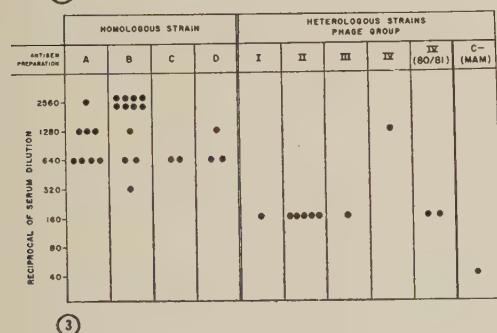 HOMOLOGOUS STRAIN
HETEROLOGOUS STRAINS
PHAGE GROUP
ANTIGEN
PREPARATION
A B C D I II III IV IV (80/81) C- (MAM)
RECIPROCAL OF SERUM DILUTION
2560
1280
640
320
160
80
40
3